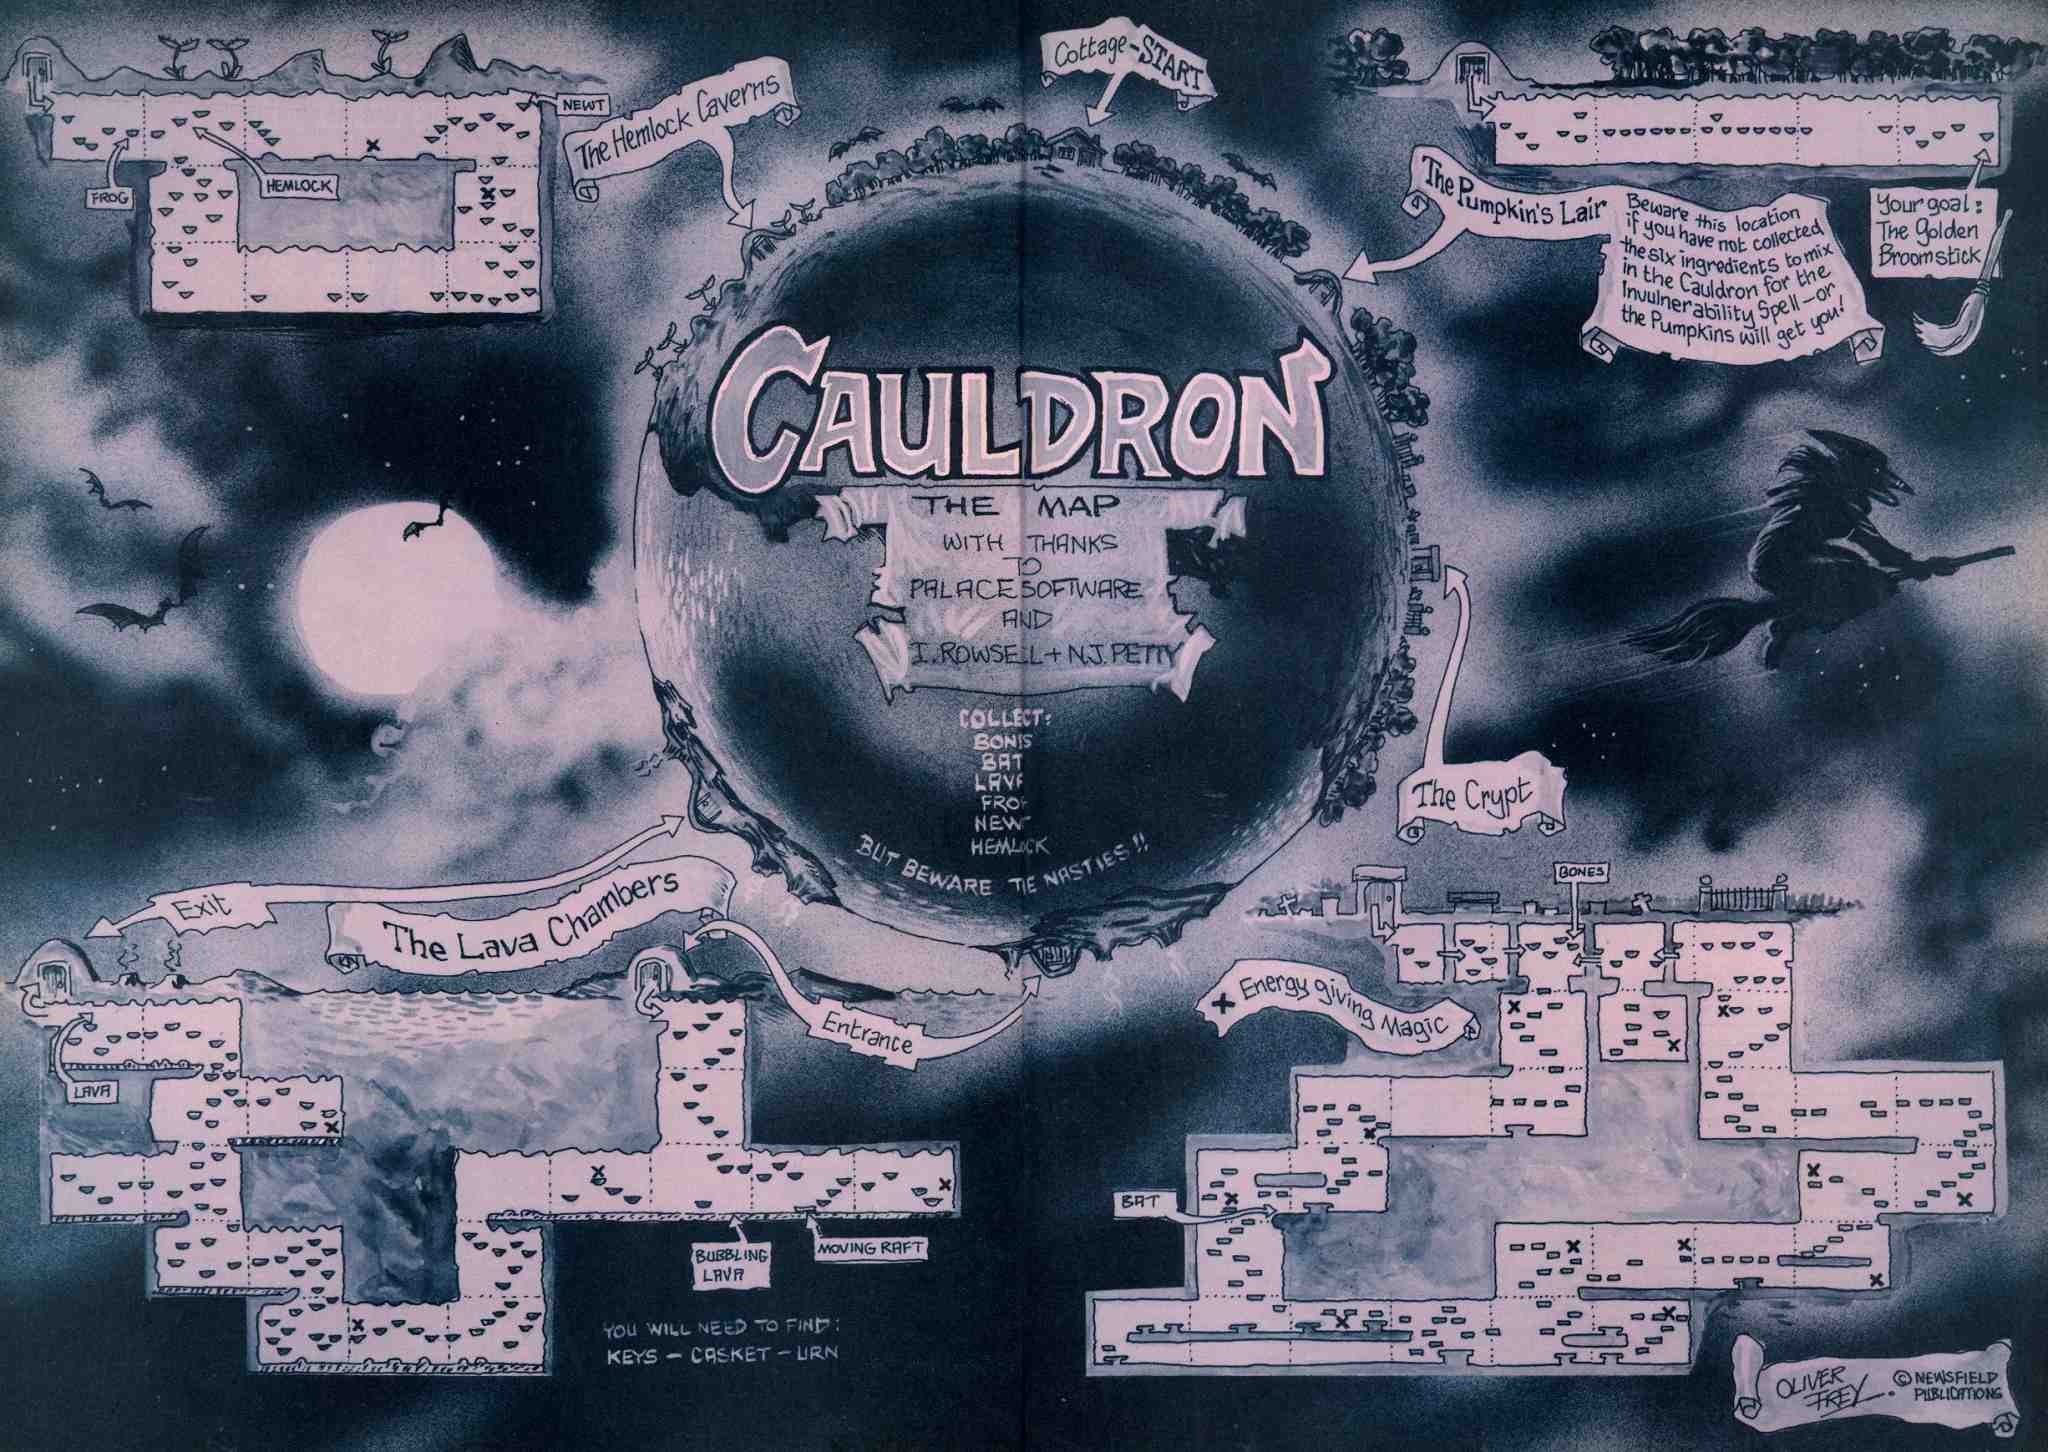 The Hemlock Caverns
Cottage-START
NEWT
FROG
HEMLOCK
The Pumpkin's Lair
Beware this location
if you have not collected
the six ingredients to mix
in the Cauldron for the
Invulnerability Spell-or
the Pumpkins will get you!
Your goal:
The Golden
Broomstick
CAULDRON
THE MAP
WITH THANKS
TO
PALACE SOFTWARE
AND
I. ROWSELL + N.J. PETTY
COLLECT:
BONES
BAT
LAVA
FROG
NEWT
HEMLOCK
BUT BEWARE THE NASTIES!!
The Crypt
BONES
Exit
The Lava Chambers
Entrance
+ Energy giving Magic
LAVA
BAT
BUBBLING
LAVA
MOVING RAFT
YOU WILL NEED TO FIND:
KEYS - CASKET - URN
OLIVER
FREY.
© NEWSFIELD
PUBLICATIONS